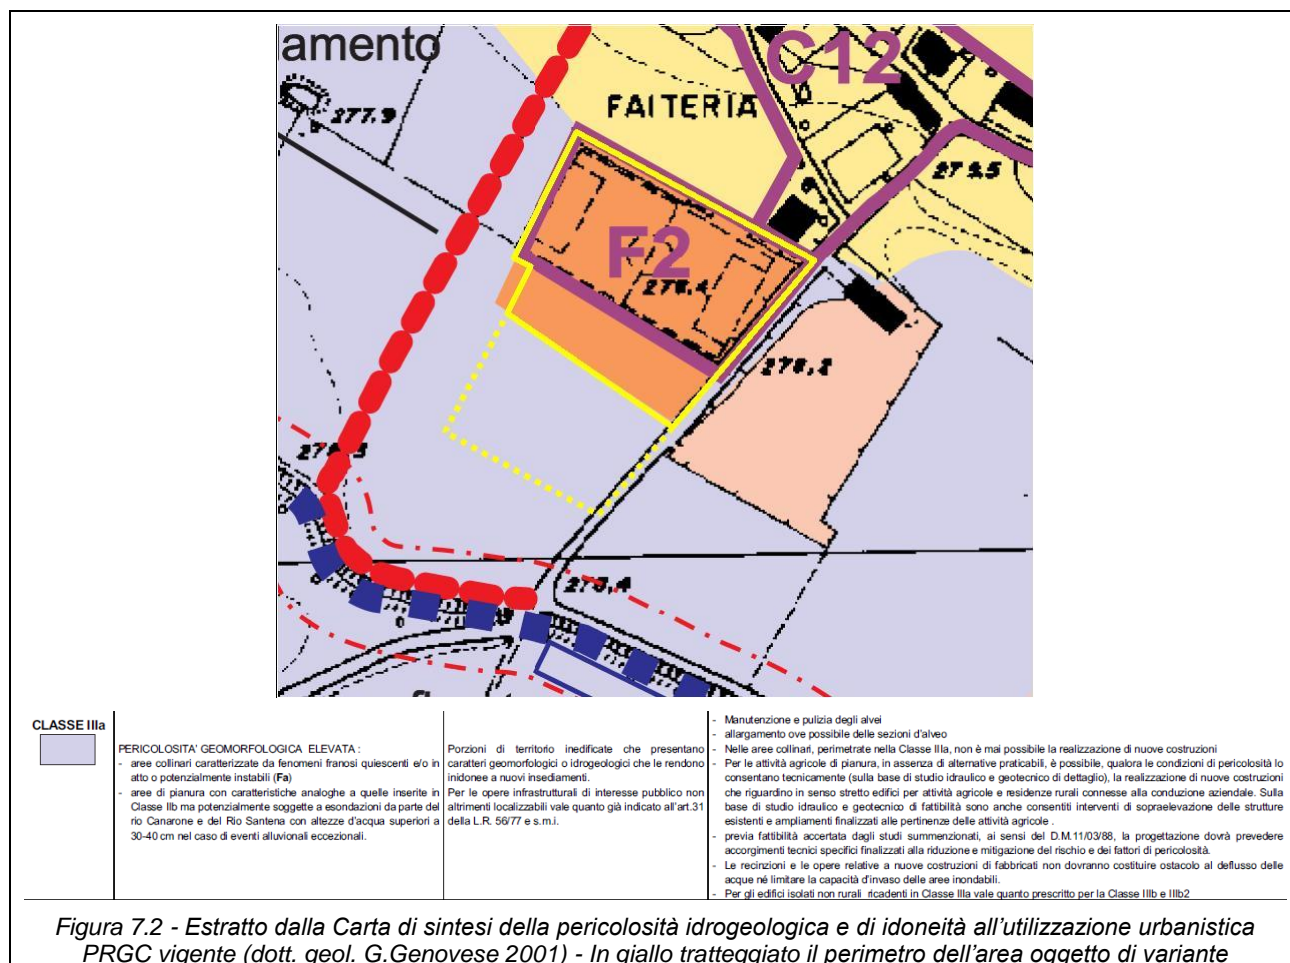 amento
C12
FAITERIA
277.9
F2
276.4
276.2
273.4
CLASSE IIIa
PERICOLOSITA' GEOMORFOLOGICA ELEVATA :
- aree collinari caratterizzate da fenomeni franosi quiescenti e/o in
atto o potenzialmente instabili (Fa)
- aree di pianura con caratteristiche analoghe a quelle inserite in
Classe IIb ma potenzialmente soggette a esondazioni da parte del
rio Canarone e del Rio Santena con altezze d'acqua superiori a
30-40 cm nel caso di eventi alluvionali eccezionali.
Porzioni di territorio inedificate che presentano
caratteri geomorfologici o idrogeologici che le rendono
inidonee a nuovi insediamenti.
Per le opere infrastrutturali di interesse pubblico non
altrimenti localizzabili vale quanto già indicato all'art.31
della L.R. 56/77 e s.m.i.
- Manutenzione e pulizia degli alvei
- allargamento ove possibile delle sezioni d'alveo
- Nelle aree collinari, perimetrate nella Classe IIIa, non è mai possibile la realizzazione di nuove costruzioni
- Per le attività agricole di pianura, in assenza di alternative praticabili, è possibile, qualora le condizioni di pericolosità lo
consentano tecnicamente (sulla base di studio idraulico e geotecnico di dettaglio), la realizzazione di nuove costruzioni
che riguardino in senso stretto edifici per attività agricole e residenze rurali connesse alla conduzione aziendale. Sulla
base di studio idraulico e geotecnico di fattibilità sono anche consentiti interventi di sopraelevazione delle strutture
esistenti e ampliamenti finalizzati alle pertinenze delle attività agricole .
- previa fattibilità accertata dagli studi summenzionati, ai sensi del D.M.11/03/88, la progettazione dovrà prevedere
accorgimenti tecnici specifici finalizzati alla riduzione e mitigazione del rischio e dei fattori di pericolosità.
- Le recinzioni e le opere relative a nuove costruzioni di fabbricati non dovranno costituire ostacolo al deflusso delle
acque né limitare la capacità d'invaso delle aree inondabili.
- Per gli edifici isolati non rurali ricadenti in Classe IIIa vale quanto prescritto per la Classe IIIb e IIIb2
Figura 7.2 - Estratto dalla Carta di sintesi della pericolosità idrogeologica e di idoneità all'utilizzazione urbanistica
PRGC vigente (dott. geol. G.Genovese 2001) - In giallo tratteggiato il perimetro dell'area oggetto di variante